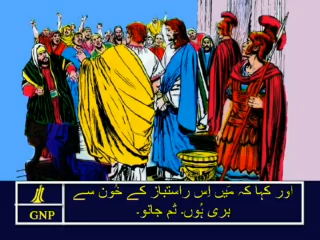 اور کہا کہ مَیں اِس راستباز کے خُون سے
بری ہُوں۔ تُم جانو۔
GNP